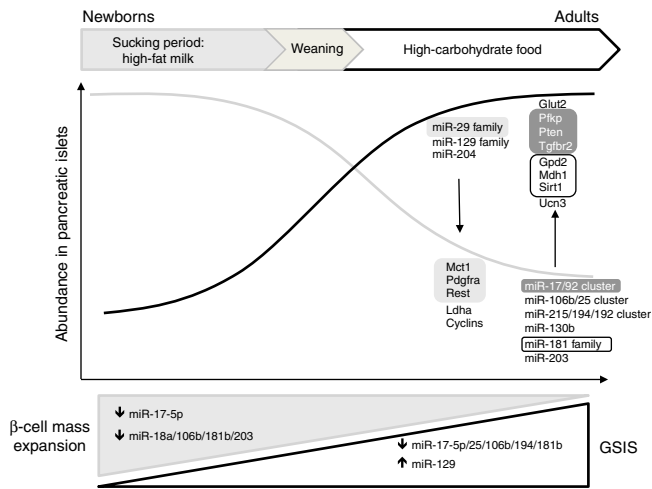 Newborns
Adults
Sucking period:
high-fat milk
Weaning
High-carbohydrate food
Abundance in pancreatic islets
miR-29 family
miR-129 family
miR-204
Glut2
Pfkp
Pten
Tgfbr2
Gpd2
Mdh1
Sirt1
Ucn3
Mct1
Pdgfra
Rest
Ldha
Cyclins
miR-17/92 cluster
miR-106b/25 cluster
miR-215/194/192 cluster
miR-130b
miR-181 family
miR-203
β-cell mass
expansion
↓ miR-17-5p
↓ miR-18a/106b/181b/203
↓ miR-17-5p/25/106b/194/181b
↑ miR-129
GSIS